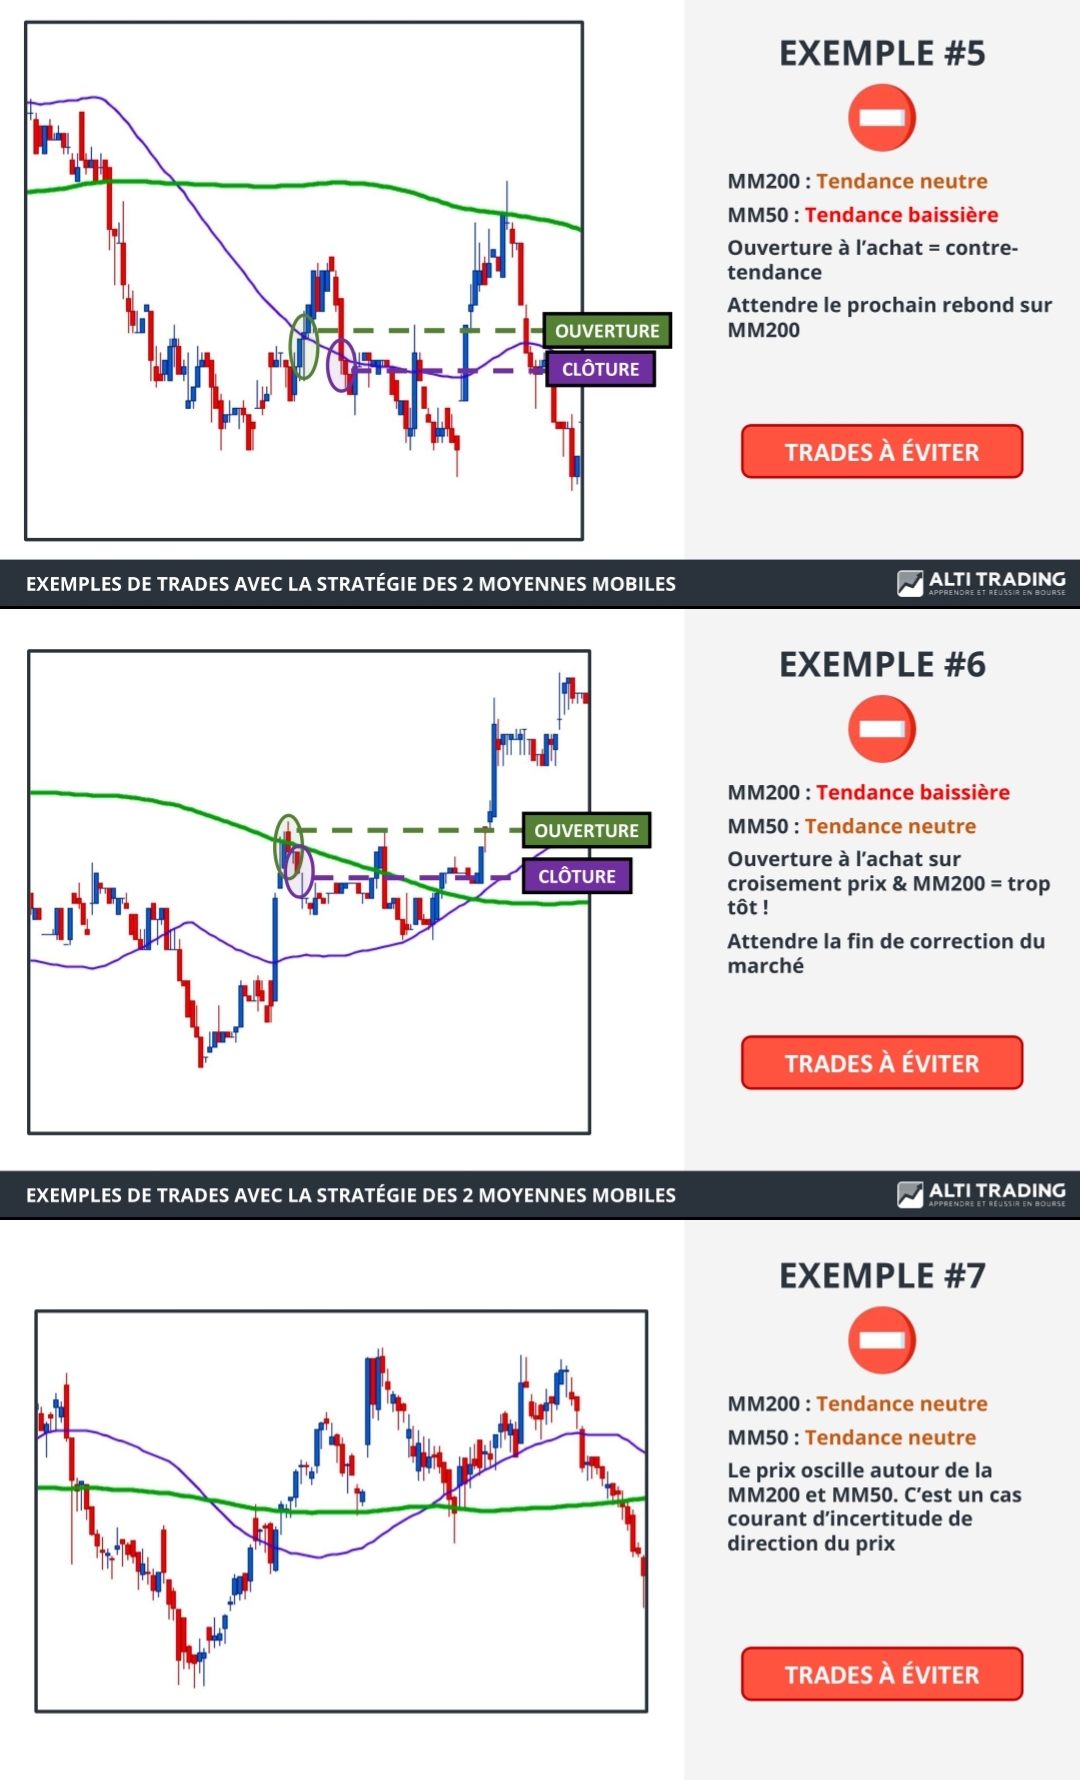 EXEMPLE #5
MM200 : Tendance neutre
MM50 : Tendance baissière
Ouverture à l’achat = contre-
tendance
Attendre le prochain rebond sur
MM200
OUVERTURE
CLÔTURE
TRADES À ÉVITER
EXEMPLES DE TRADES AVEC LA STRATÉGIE DES 2 MOYENNES MOBILES
ALTI TRADING
APPRENDRE ET RÉUSSIR EN BOURSE
EXEMPLE #6
MM200 : Tendance baissière
MM50 : Tendance neutre
Ouverture à l’achat sur
croisement prix & MM200 = trop
tôt !
Attendre la fin de correction du
marché
OUVERTURE
CLÔTURE
TRADES À ÉVITER
EXEMPLES DE TRADES AVEC LA STRATÉGIE DES 2 MOYENNES MOBILES
ALTI TRADING
APPRENDRE ET RÉUSSIR EN BOURSE
EXEMPLE #7
MM200 : Tendance neutre
MM50 : Tendance neutre
Le prix oscille autour de la
MM200 et MM50. C’est un cas
courant d’incertitude de
direction du prix
TRADES À ÉVITER